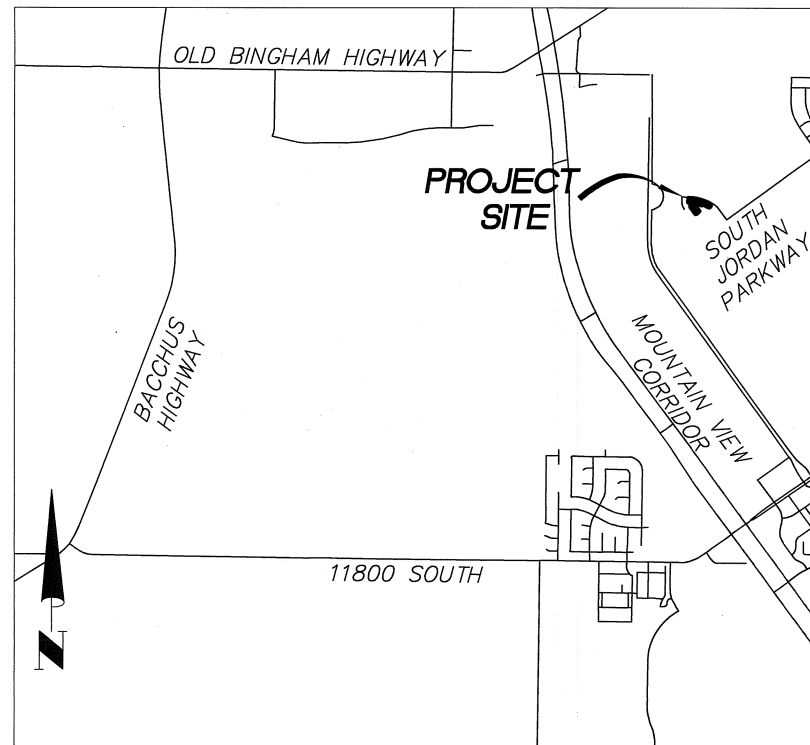 OLD BINGHAM HIGHWAY
PROJECT
SITE
SOUTH
JORDAN
PARKWAY
BACCHUS
HIGHWAY
MOUNTAIN VIEW
CORRIDOR
11800 SOUTH
N